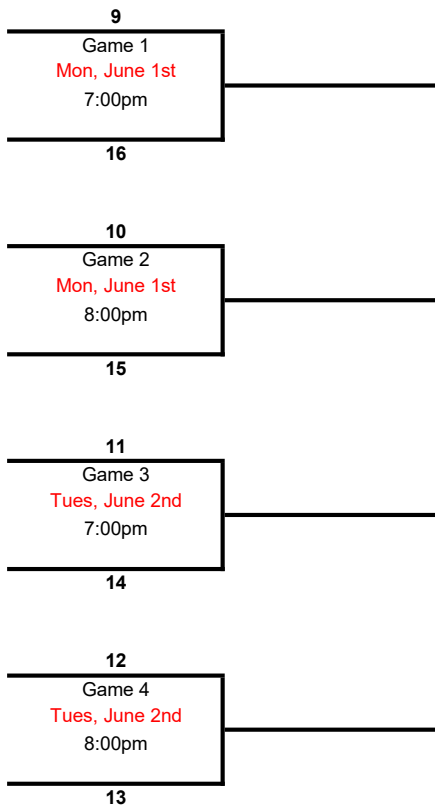 9
Game 1
Mon, June 1st
7:00pm
16
10
Game 2
Mon, June 1st
8:00pm
15
11
Game 3
Tues, June 2nd
7:00pm
14
12
Game 4
Tues, June 2nd
8:00pm
13